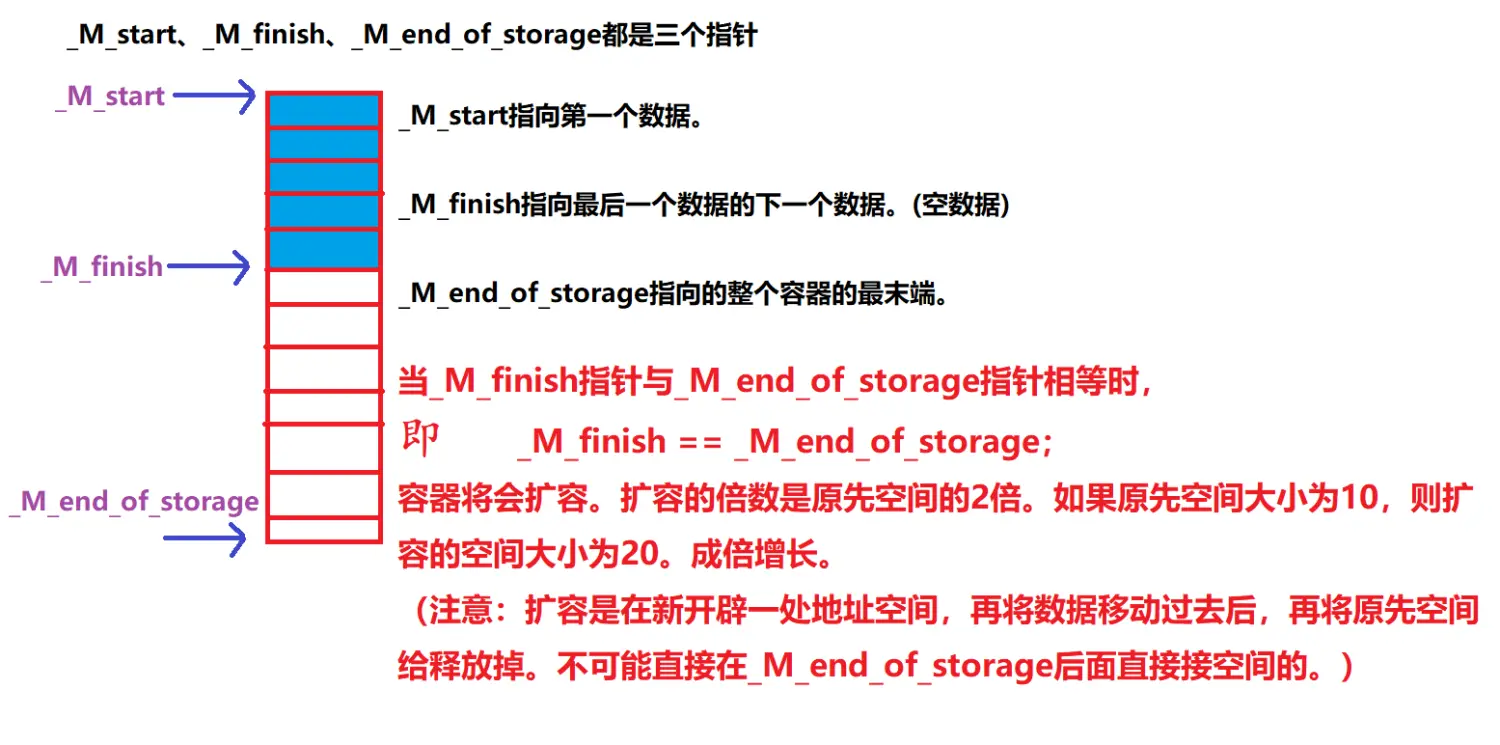 _M_start、_M_finish、_M_end_of_storage都是三个指针
_M_start
_M_start指向第一个数据。
_M_finish指向最后一个数据的下一个数据。(空数据)
_M_finish
_M_end_of_storage指向的整个容器的最末端。
当_M_finish指针与_M_end_of_storage指针相等时，
即 _M_finish == _M_end_of_storage；
_M_end_of_storage
容器将会扩容。扩容的倍数是原先空间的2倍。如果原先空间大小为10，则扩
容的空间大小为20。成倍增长。
（注意：扩容是在新开辟一处地址空间，再将数据移动过去后，再将原先空间
给释放掉。不可能直接在_M_end_of_storage后面直接接空间的。）